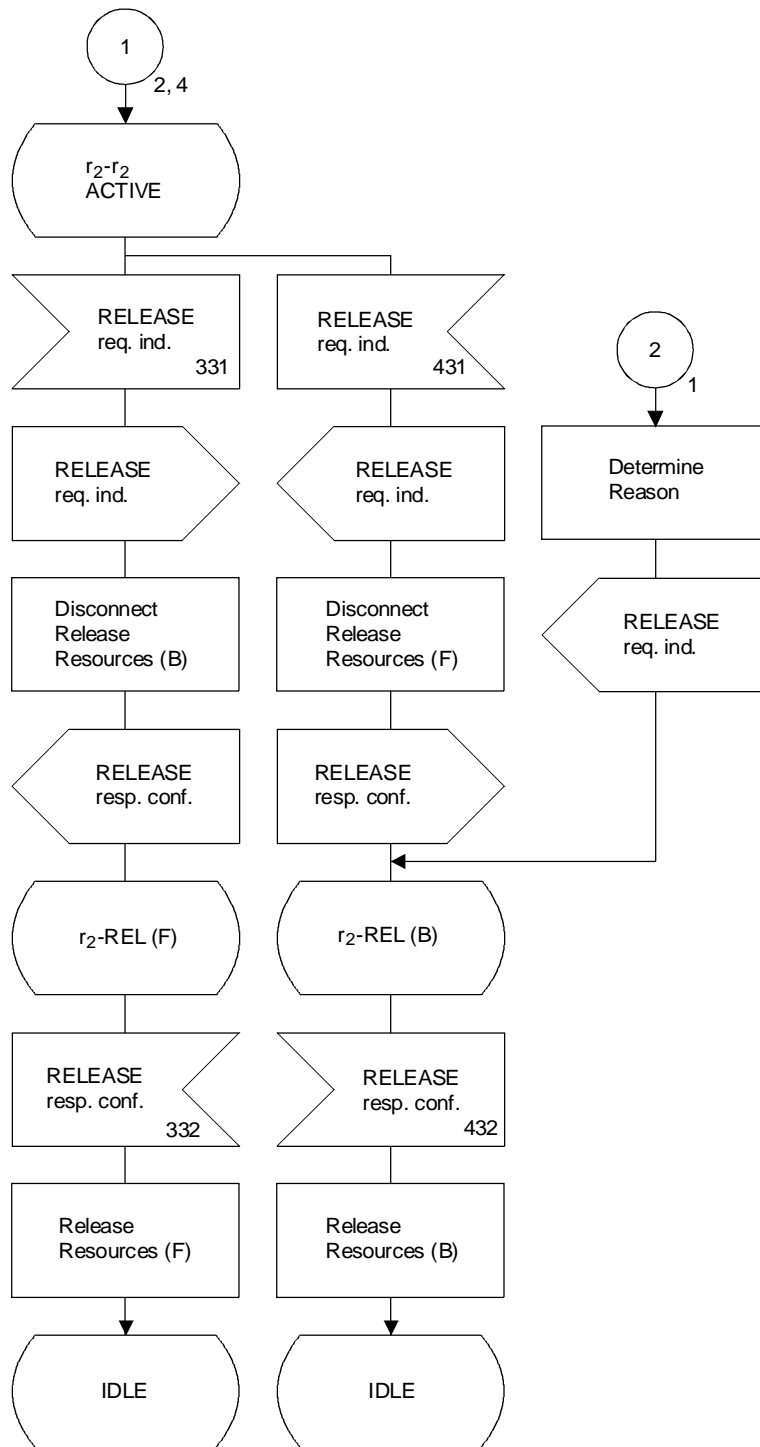 1
2, 4
r2-r2
ACTIVE
RELEASE
req. ind.
331
RELEASE
req. ind.
431
2
1
RELEASE
req. ind.
RELEASE
req. ind.
Determine
Reason
Disconnect
Release
Resources (B)
Disconnect
Release
Resources (F)
RELEASE
req. ind.
RELEASE
resp. conf.
RELEASE
resp. conf.
r2-REL (F)
r2-REL (B)
RELEASE
resp. conf.
332
RELEASE
resp. conf.
432
Release
Resources (F)
Release
Resources (B)
IDLE
IDLE